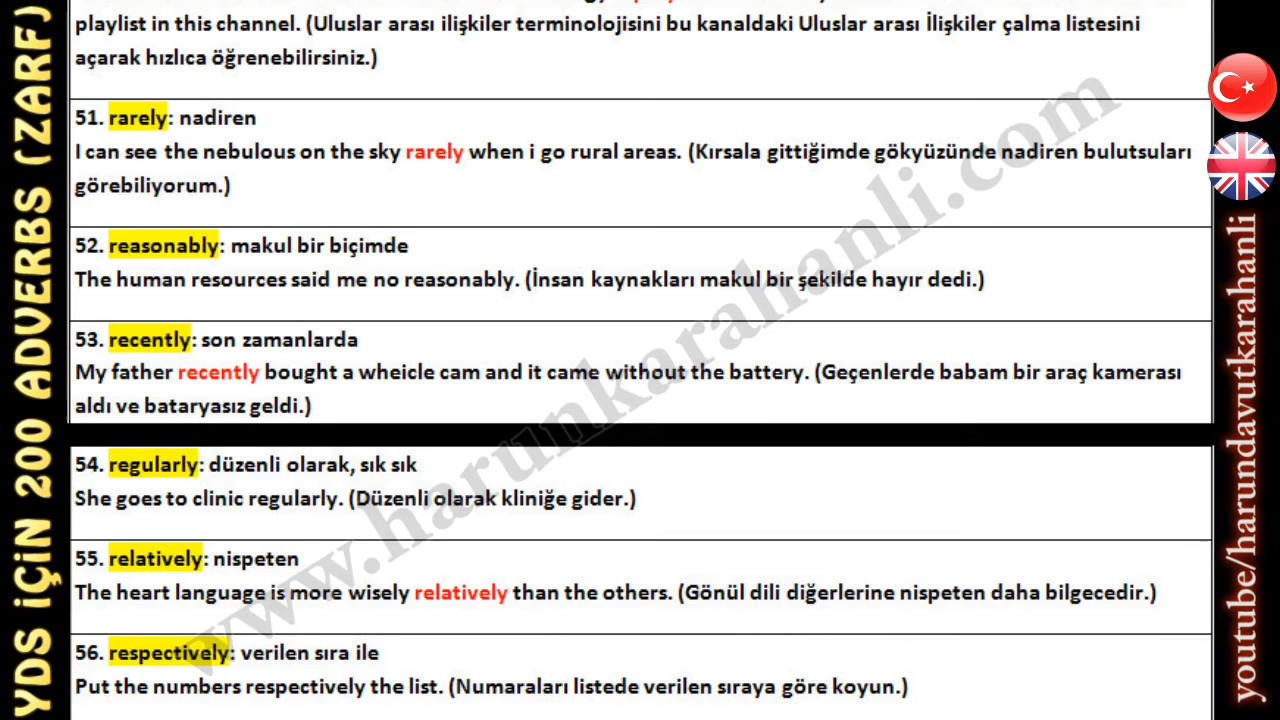 YDS İÇİN 200 ADVERBS (ZARF)
playlist in this channel. (Uluslar arası ilişkiler terminolojisini bu kanaldaki Uluslar arası İlişkiler çalma listesini
açarak hızlıca öğrenebilirsiniz.)
51. rarely: nadiren
I can see the nebulous on the sky rarely when i go rural areas. (Kırsala gittiğimde gökyüzünde nadiren bulutsuları
görebiliyorum.)
52. reasonably: makul bir biçimde
The human resources said me no reasonably. (İnsan kaynakları makul bir şekilde hayır dedi.)
53. recently: son zamanlarda
My father recently bought a wheicle cam and it came without the battery. (Geçenlerde babam bir araç kamerası
aldı ve bataryasız geldi.)
54. regularly: düzenli olarak, sık sık
She goes to clinic regularly. (Düzenli olarak kliniğe gider.)
55. relatively: nispeten
The heart language is more wisely relatively than the others. (Gönül dili diğerlerine nispeten daha bilgecedir.)
56. respectively: verilen sıra ile
Put the numbers respectively the list. (Numaraları listede verilen sıraya göre koyun.)
www.harunkarahanli.com
youtube/harundavutkarahanli